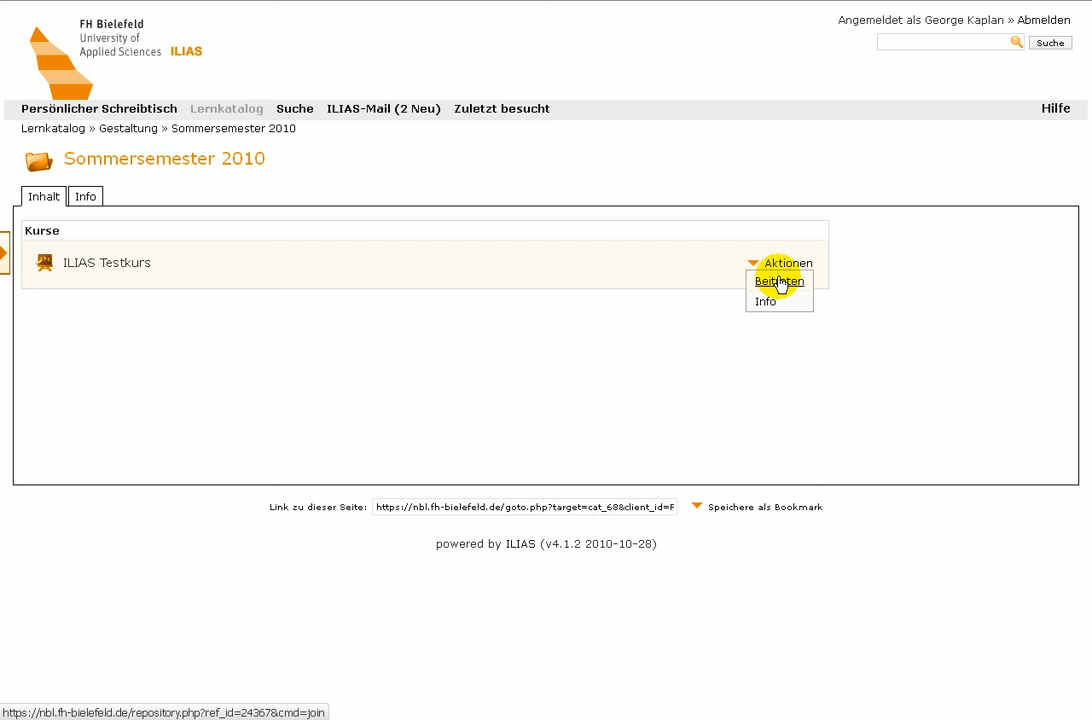 FH Bielefeld
University of
Applied Sciences ILIAS
Angemeldet als George Kaplan » Abmelden
Suche
Persönlicher Schreibtisch Lernkatalog Suche ILIAS-Mail (2 Neu) Zuletzt besucht Hilfe
Lernkatalog » Gestaltung » Sommersemester 2010
Sommersemester 2010
Inhalt Info
Kurse
ILIAS Testkurs Aktionen
Beitreten
Info
Link zu dieser Seite: https://nbl.fh-bielefeld.de/goto.php?target=cat_68&client_id=F Speichere als Bookmark
powered by ILIAS (v4.1.2 2010-10-28)
https://nbl.fh-bielefeld.de/repository.php?ref_id=24367&cmd=join